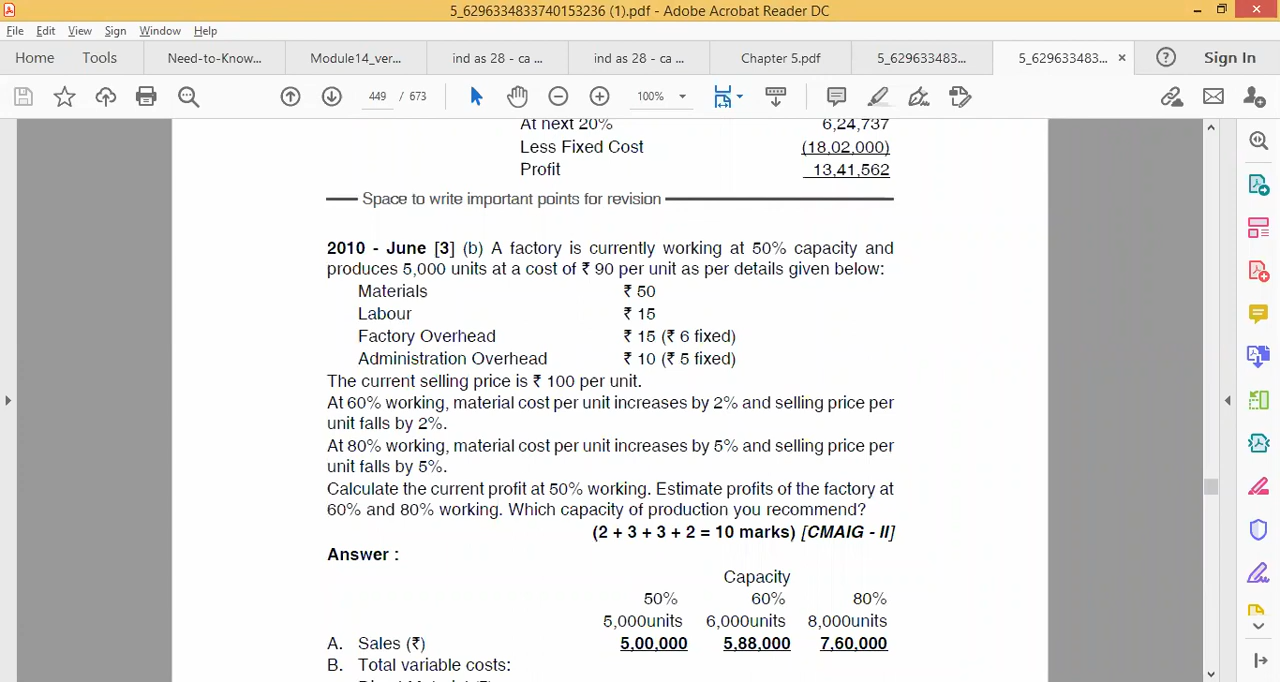 5_6296334833740153236 (1).pdf - Adobe Acrobat Reader DC
File Edit View Sign Window Help
Home Tools Need-to-Know... Module14_ver... ind as 28 - ca ... ind as 28 - ca ... Chapter 5.pdf 5_629633483... 5_629633483... × Sign In
449 / 673 100%
At next 20% 6,24,737
Less Fixed Cost (18,02,000)
Profit 13,41,562
Space to write important points for revision
2010 - June [3] (b) A factory is currently working at 50% capacity and
produces 5,000 units at a cost of ₹ 90 per unit as per details given below:
Materials ₹ 50
Labour ₹ 15
Factory Overhead ₹ 15 (₹ 6 fixed)
Administration Overhead ₹ 10 (₹ 5 fixed)
The current selling price is ₹ 100 per unit.
At 60% working, material cost per unit increases by 2% and selling price per
unit falls by 2%.
At 80% working, material cost per unit increases by 5% and selling price per
unit falls by 5%.
Calculate the current profit at 50% working. Estimate profits of the factory at
60% and 80% working. Which capacity of production you recommend?
(2 + 3 + 3 + 2 = 10 marks) [CMAIG - II]
Answer :
Capacity
50% 60% 80%
5,000units 6,000units 8,000units
A. Sales (₹) 5,00,000 5,88,000 7,60,000
B. Total variable costs: